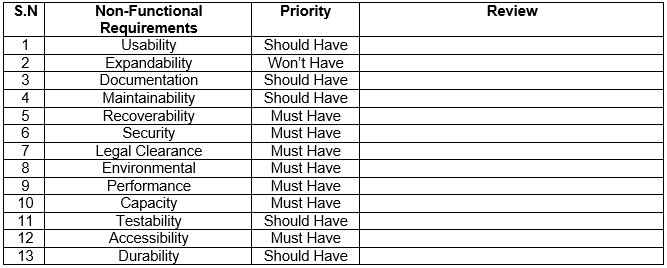 S.N Non-Functional Requirements Priority Review
1 Usability Should Have
2 Expandability Won't Have
3 Documentation Should Have
4 Maintainability Should Have
5 Recoverability Must Have
6 Security Must Have
7 Legal Clearance Must Have
8 Environmental Must Have
9 Performance Must Have
10 Capacity Must Have
11 Testability Should Have
12 Accessibility Must Have
13 Durability Should Have